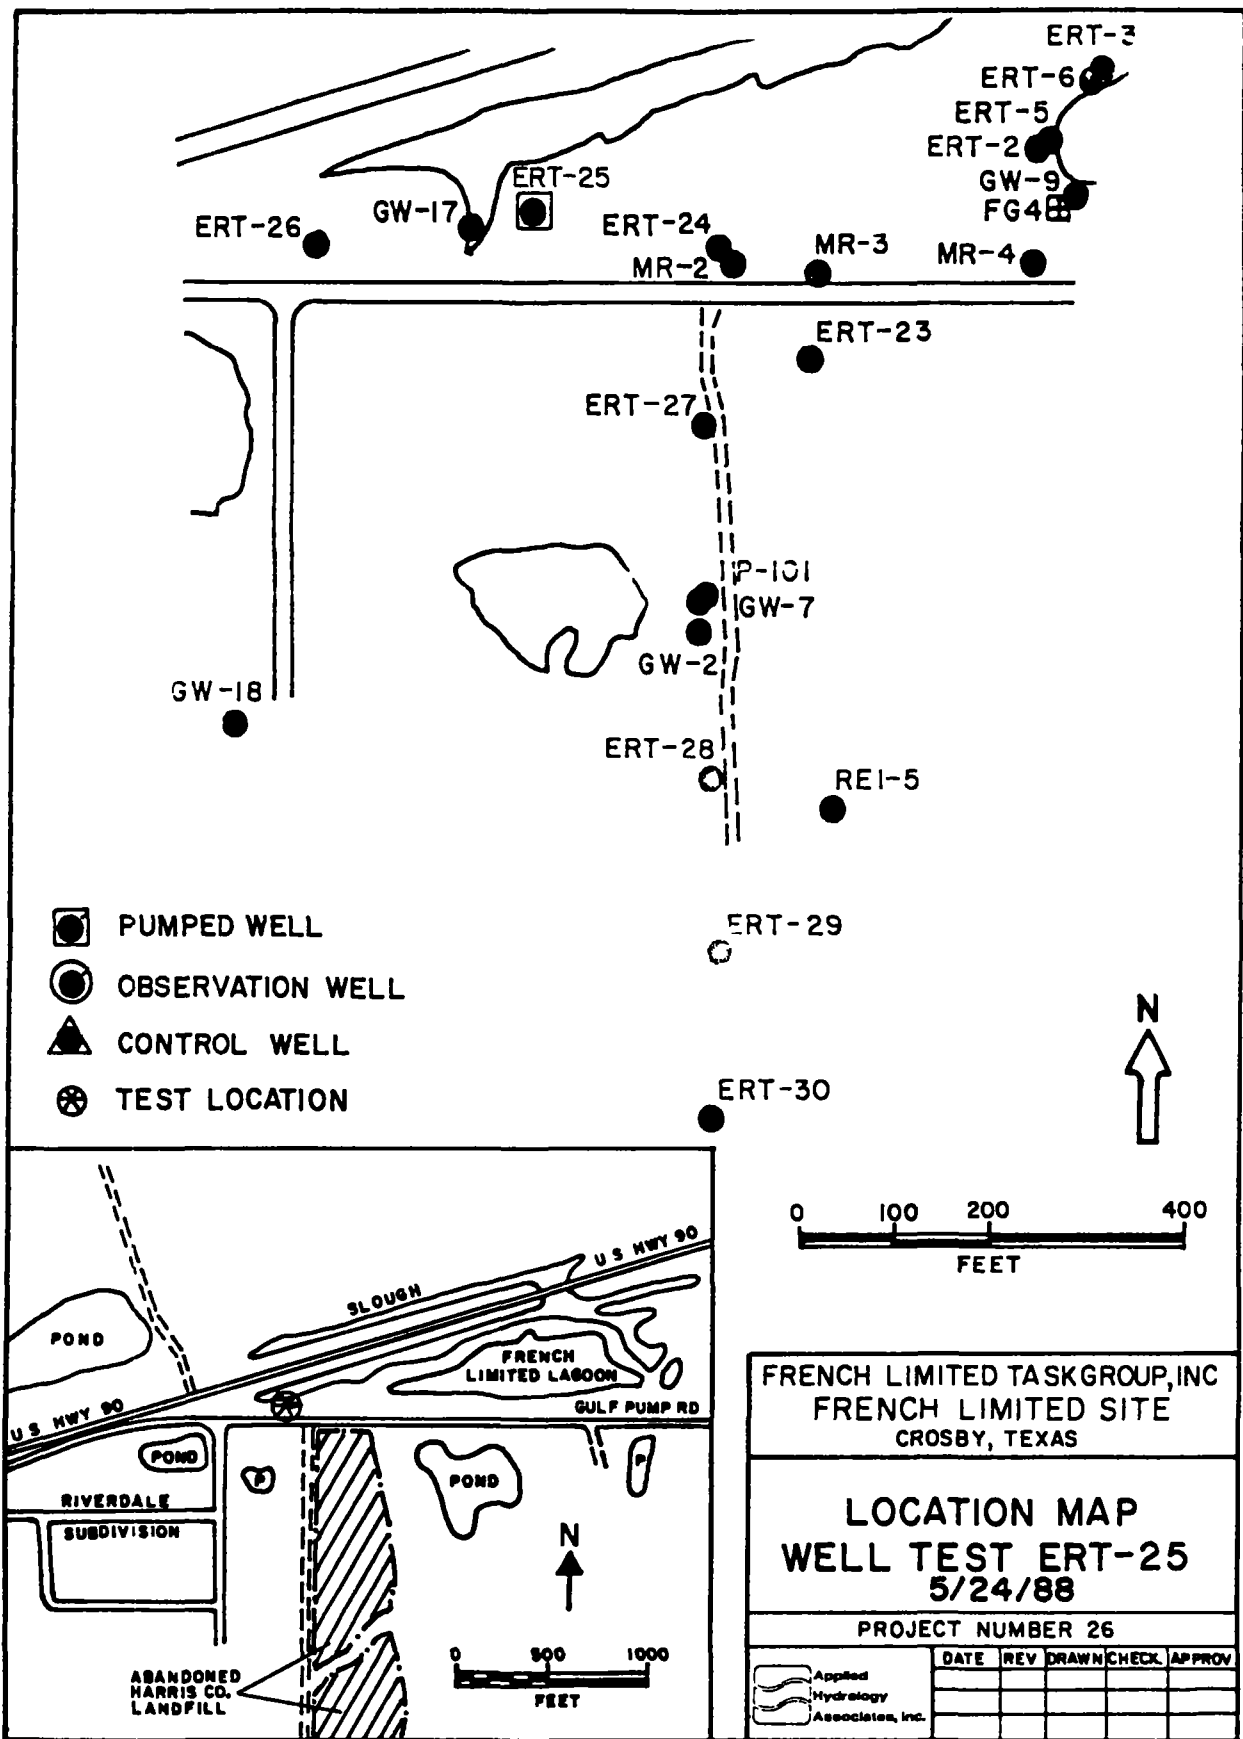 ERT-3
ERT-6
ERT-5
ERT-2
GW-9
FG4
ERT-25
GW-17
ERT-26
ERT-24
MR-2
MR-3
MR-4
ERT-23
ERT-27
P-101
GW-7
GW-2
GW-18
ERT-28
REI-5
ERT-29
ERT-30
PUMPED WELL
OBSERVATION WELL
CONTROL WELL
TEST LOCATION
N
0 100 200 400
FEET
U S HWY 90
SLOUGH
POND
FRENCH
LIMITED LAGOON
GULF PUMP RD
U S HWY 90
POND
P
POND
P
RIVERDALE
SUBDIVISION
N
0 500 1000
FEET
ABANDONED
HARRIS CO.
LANDFILL
FRENCH LIMITED TASKGROUP, INC
FRENCH LIMITED SITE
CROSBY, TEXAS
LOCATION MAP
WELL TEST ERT-25
5/24/88
PROJECT NUMBER 26
DATE REV DRAWN CHECK. APPROV
Applied
Hydrology
Associates, Inc.